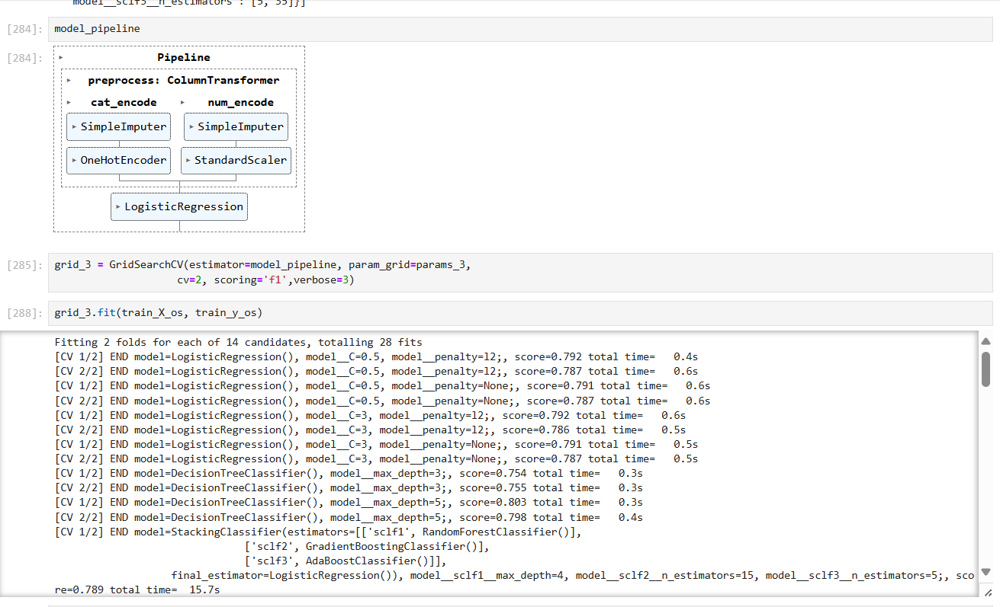 model__sclf3__n_estimators : [5, 35]}]
[284]: model_pipeline
[284]:
Pipeline
preprocess: ColumnTransformer
cat_encode num_encode
SimpleImputer SimpleImputer
OneHotEncoder StandardScaler
LogisticRegression
[285]: grid_3 = GridSearchCV(estimator=model_pipeline, param_grid=params_3,
cv=2, scoring='f1',verbose=3)
[288]: grid_3.fit(train_X_os, train_y_os)
Fitting 2 folds for each of 14 candidates, totalling 28 fits
[CV 1/2] END model=LogisticRegression(), model__C=0.5, model__penalty=l2;, score=0.792 total time=   0.4s
[CV 2/2] END model=LogisticRegression(), model__C=0.5, model__penalty=l2;, score=0.787 total time=   0.6s
[CV 1/2] END model=LogisticRegression(), model__C=0.5, model__penalty=None;, score=0.791 total time=   0.6s
[CV 2/2] END model=LogisticRegression(), model__C=0.5, model__penalty=None;, score=0.787 total time=   0.6s
[CV 1/2] END model=LogisticRegression(), model__C=3, model__penalty=l2;, score=0.792 total time=   0.6s
[CV 2/2] END model=LogisticRegression(), model__C=3, model__penalty=l2;, score=0.786 total time=   0.5s
[CV 1/2] END model=LogisticRegression(), model__C=3, model__penalty=None;, score=0.791 total time=   0.5s
[CV 2/2] END model=LogisticRegression(), model__C=3, model__penalty=None;, score=0.787 total time=   0.5s
[CV 1/2] END model=DecisionTreeClassifier(), model__max_depth=3;, score=0.754 total time=   0.3s
[CV 2/2] END model=DecisionTreeClassifier(), model__max_depth=3;, score=0.755 total time=   0.3s
[CV 1/2] END model=DecisionTreeClassifier(), model__max_depth=5;, score=0.803 total time=   0.3s
[CV 2/2] END model=DecisionTreeClassifier(), model__max_depth=5;, score=0.798 total time=   0.4s
[CV 1/2] END model=StackingClassifier(estimators=[['sclf1', RandomForestClassifier()],
['sclf2', GradientBoostingClassifier()],
['sclf3', AdaBoostClassifier()]],
final_estimator=LogisticRegression()), model__sclf1__max_depth=4, model__sclf2__n_estimators=15, model__sclf3__n_estimators=5;, sco
re=0.789 total time=  15.7s